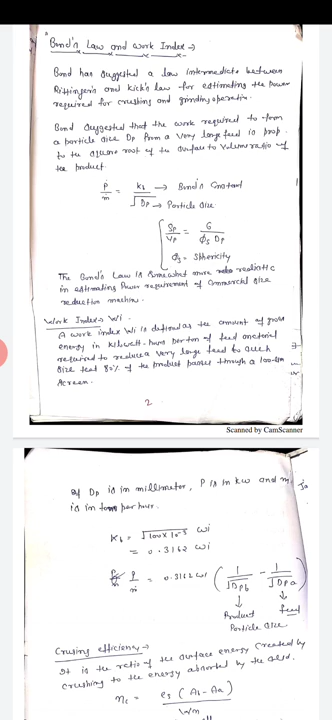 Bond's Law and work Index →
Bond has suggested a law intermediate between
Rittinger's and Kick's law for estimating the power
required for crushing and grinding operation.
Bond suggested that the work required to form
a particle size Dp from a very large feed is prop.
to the square root of the surface to volume ratio of
the product.
P/ṁ = Kb/√Dp → Bond's Constant
→ Particle size
Sp/Vp = 6/Φs Dp
Φs = Sphericity
The Bond's Law is somewhat more realistic
in estimating Power requirement of commercial size
reduction machine.
Work Index → Wi -
A work index Wi is defined as the amount of gross
energy in kilowatt-hours per ton of feed material
required to reduce a very large feed to such
size that 80% of the product passes through a 100-μm
screen.
2
Scanned by CamScanner
If Dp is in millimeter, P is in kw and ṁ
is in tons per hour.
Kb = √100×10⁻³ wi
= 0.3162 wi
P/ṁ = 0.3162 wi (1/√Dpb - 1/√Dpa)
↓ ↓
Product feed
Particle size
Crushing efficiency →
It is the ratio of the surface energy created by
crushing to the energy absorbed by the solid.
ηc = es (Ab - Aa)/Wn